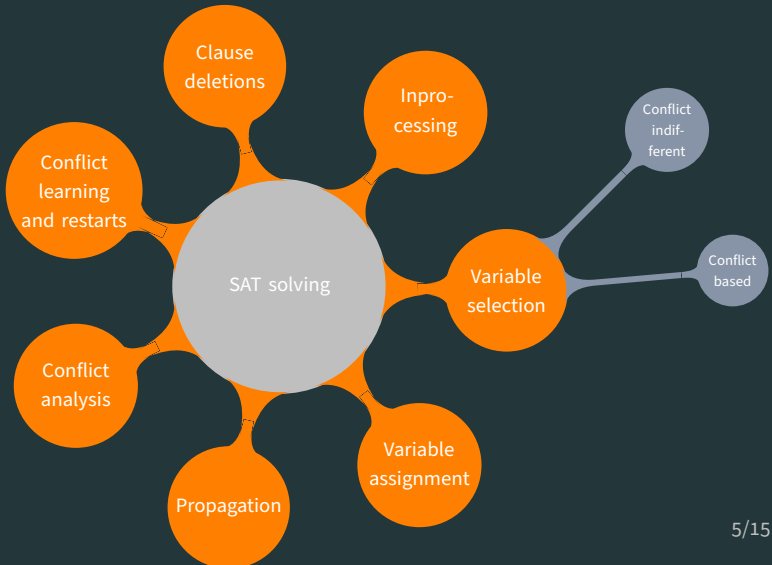 Clause
deletions
Inpro-
cessing
Conflict
indif-
ferent
Conflict
learning
and restarts
SAT solving
Variable
selection
Conflict
based
Conflict
analysis
Variable
assignment
Propagation
5/15